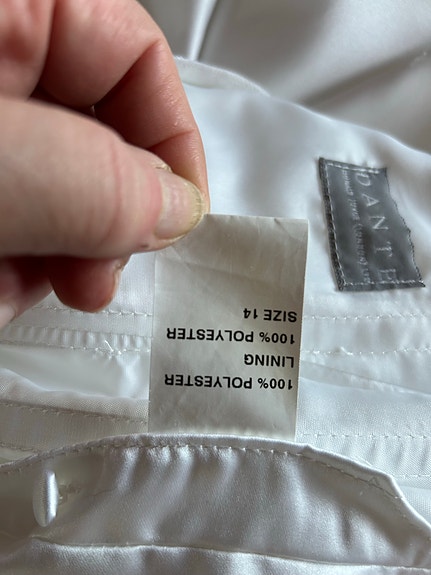 100% POLYESTER
LINING
100% POLYESTER
SIZE 14
DANTE